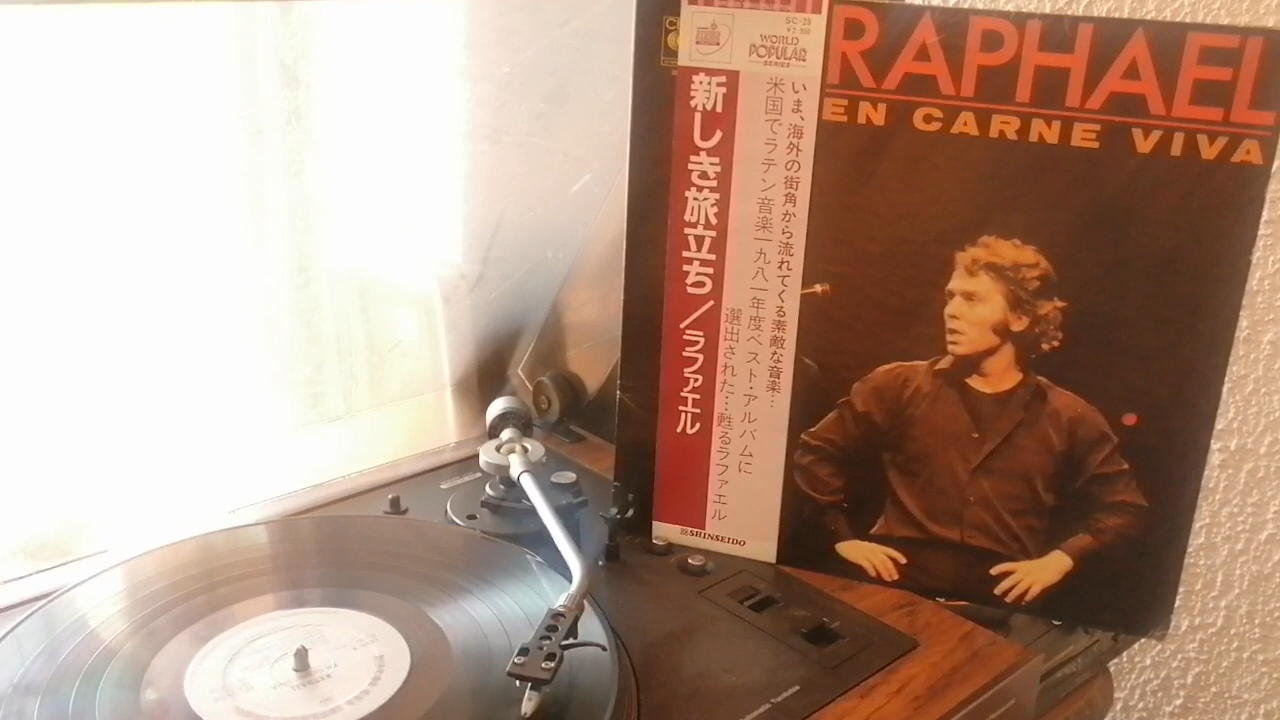 SC-28
¥2,300
WORLD
POPULAR
SERIES
新しき旅立ち/ラファエル
いま、海外の街角から流れてくる素敵な音楽…
米国でラテン音楽一九八一年度ベスト・アルバムに
選出された…甦るラファエル
SHINSEIDO
RAPHAEL
EN CARNE VIVA